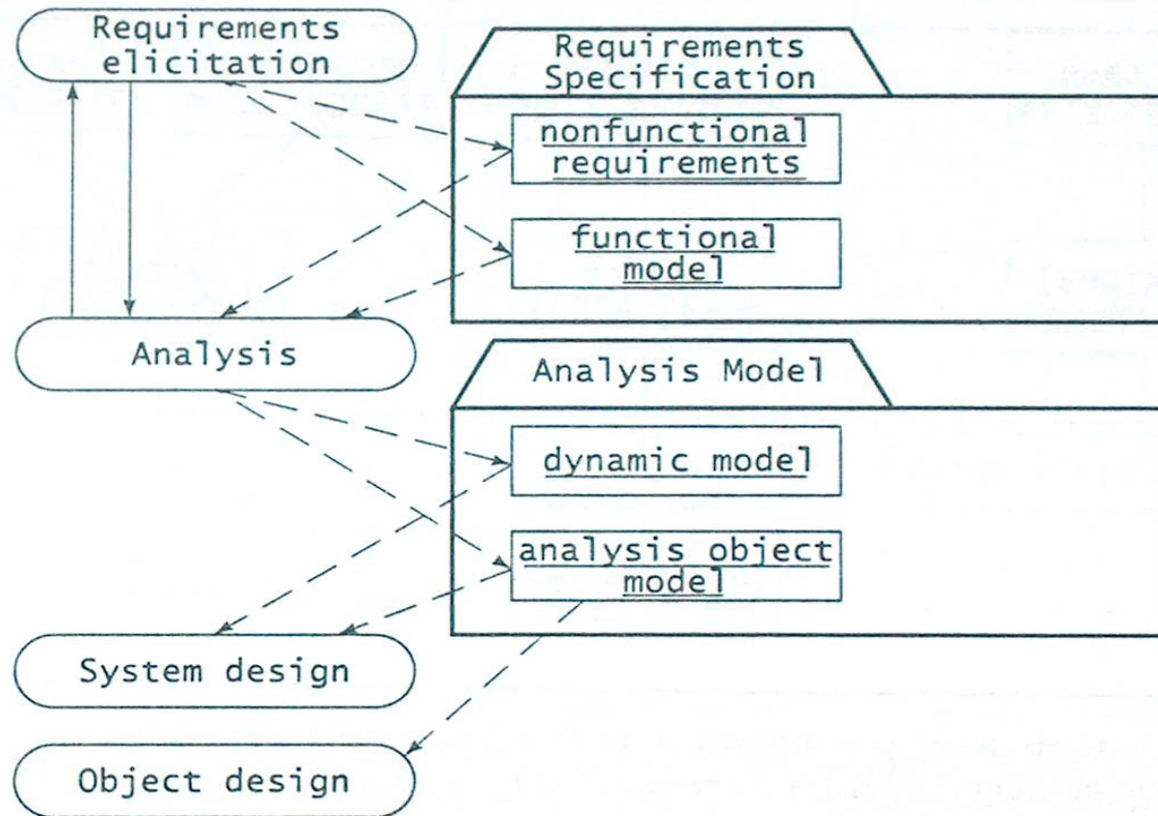 Requirements
elicitation
Requirements
Specification
nonfunctional
requirements
functional
model
Analysis
Analysis Model
dynamic model
analysis object
model
System design
Object design